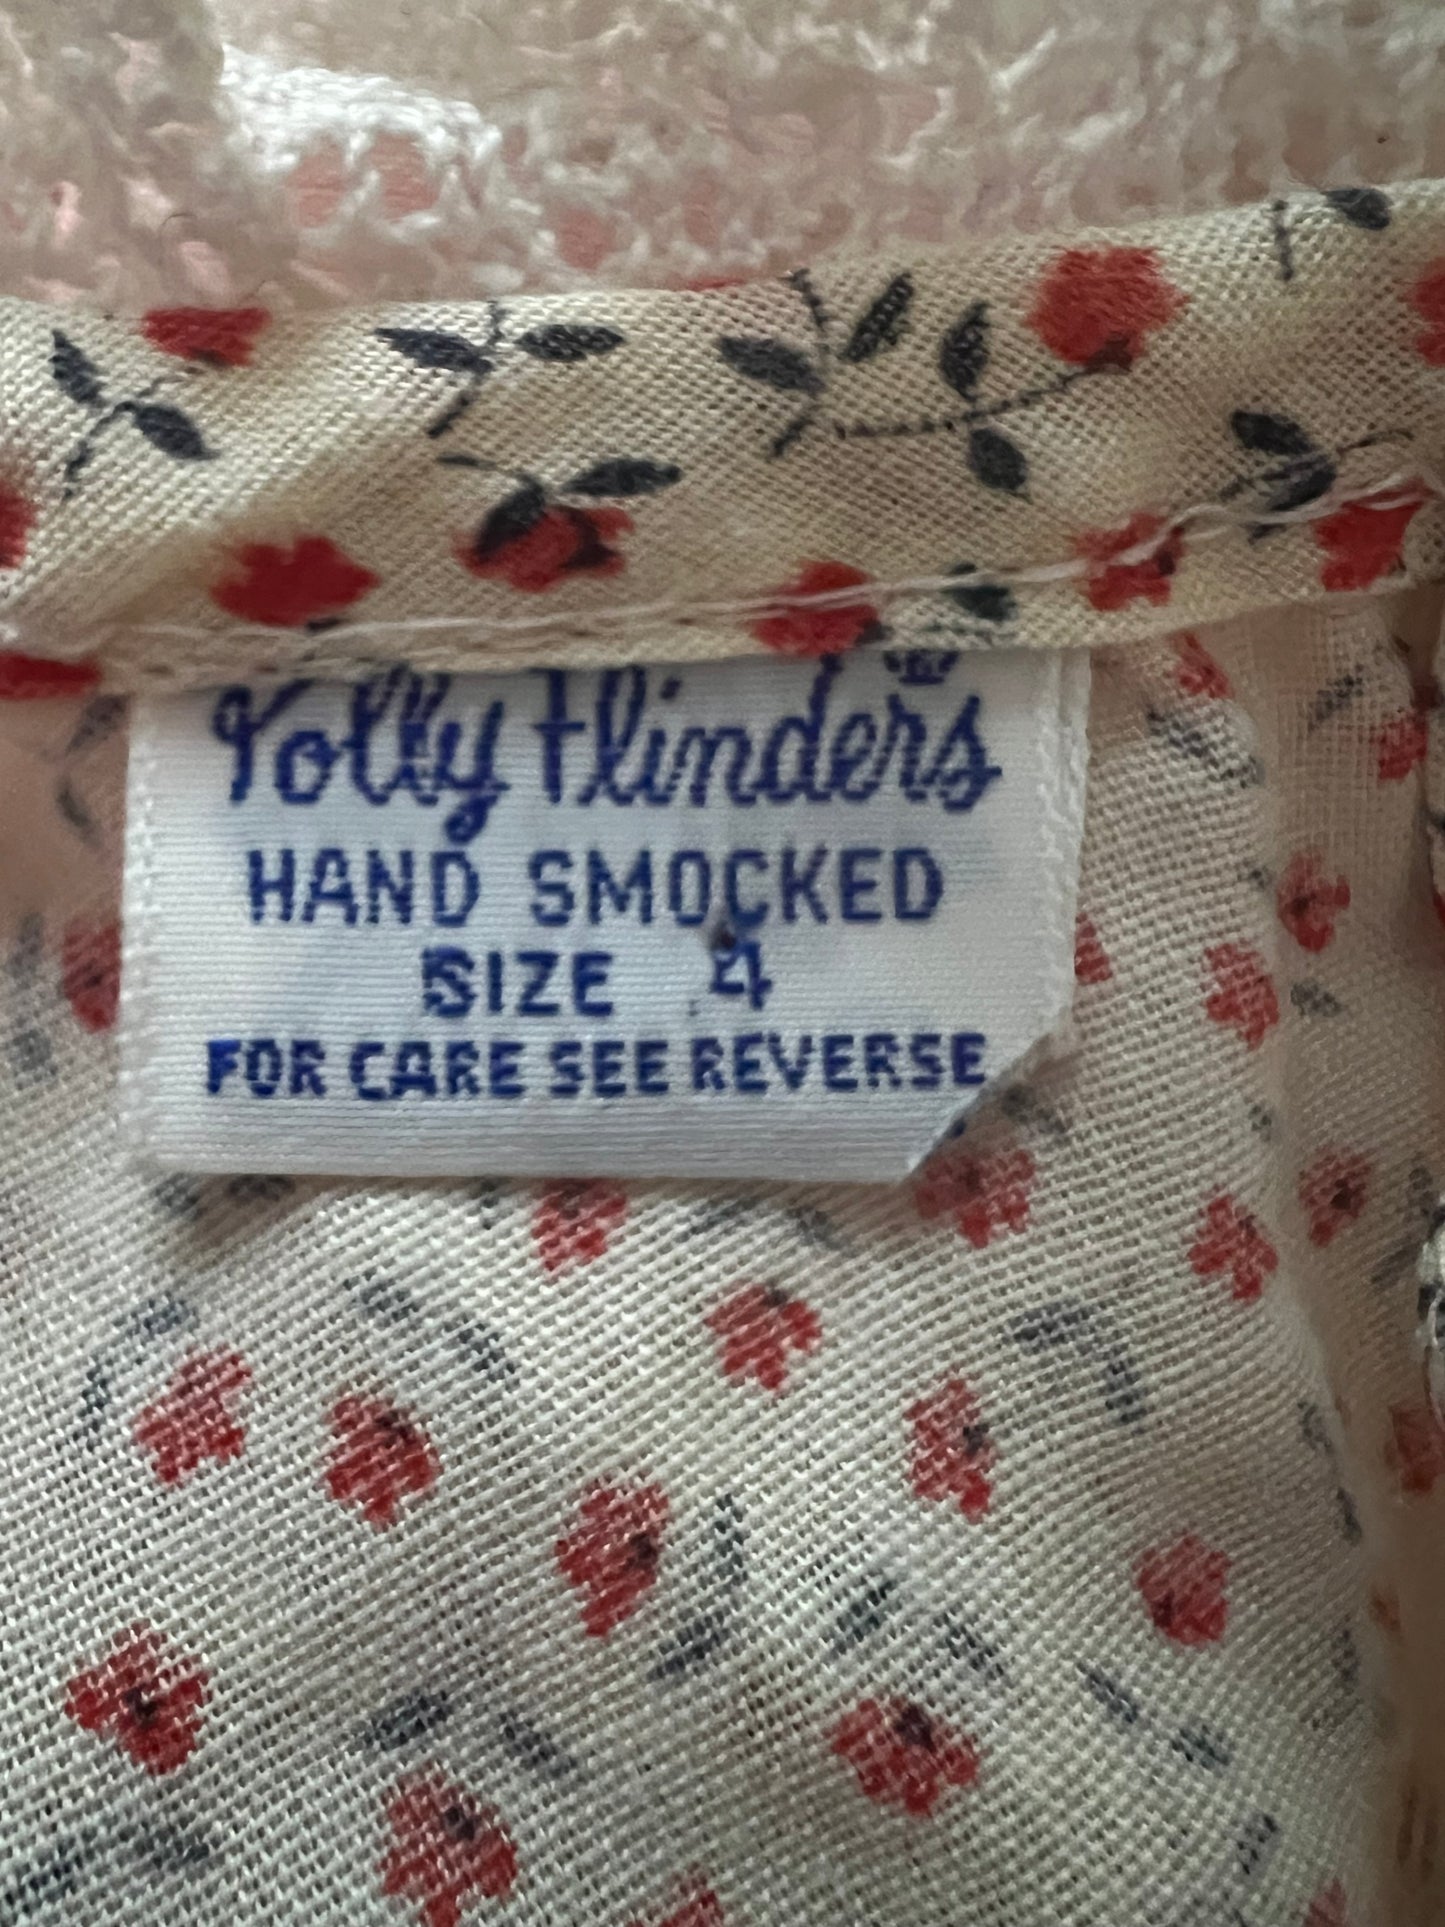 Polly Flinders®
HAND SMOCKED
SIZE 4
FOR CARE SEE REVERSE